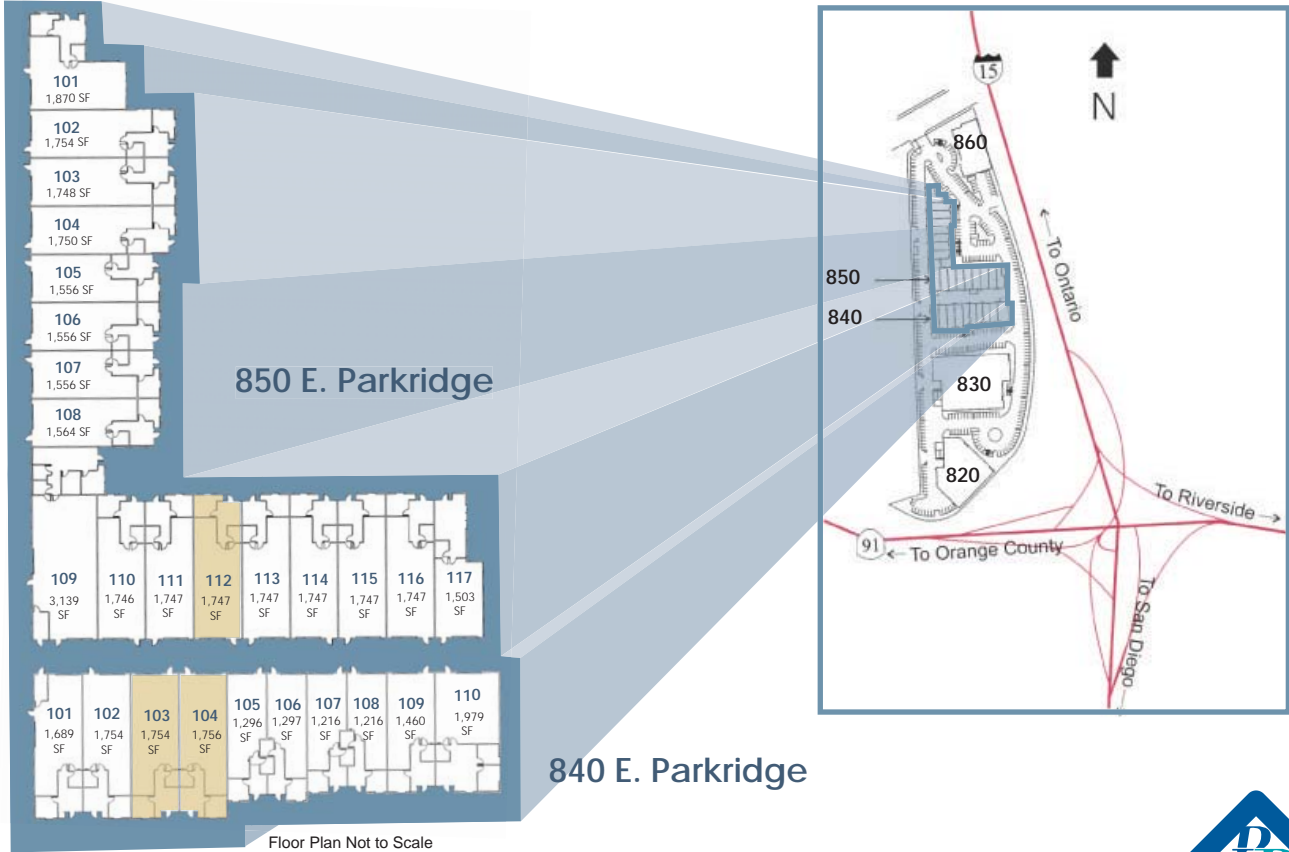 101
1,870 SF
102
1,754 SF
103
1,748 SF
104
1,750 SF
105
1,556 SF
106
1,556 SF
107
1,556 SF
108
1,564 SF
850 E. Parkridge
109
3,139
SF
110
1,746
SF
111
1,747
SF
112
1,747
SF
113
1,747
SF
114
1,747
SF
115
1,747
SF
116
1,747
SF
117
1,503
SF
101
1,689
SF
102
1,754
SF
103
1,754
SF
104
1,756
SF
105
1,296
SF
106
1,297
SF
107
1,216
SF
108
1,216
SF
109
1,460
SF
110
1,979
SF
840 E. Parkridge
Floor Plan Not to Scale
15
N
860
To Ontario
850
840
830
820
To Riverside
91
To Orange County
To San Diego